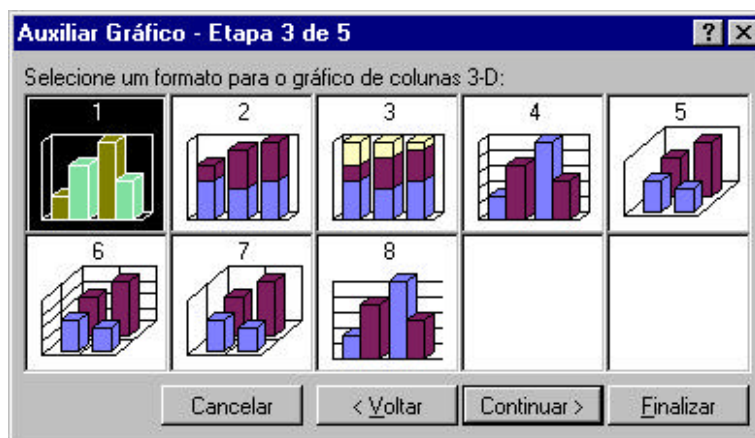 Auxiliar Gráfico - Etapa 3 de 5
Selecione um formato para o gráfico de colunas 3-D:
1 2 3 4 5
6 7 8
Cancelar < Voltar Continuar > Finalizar